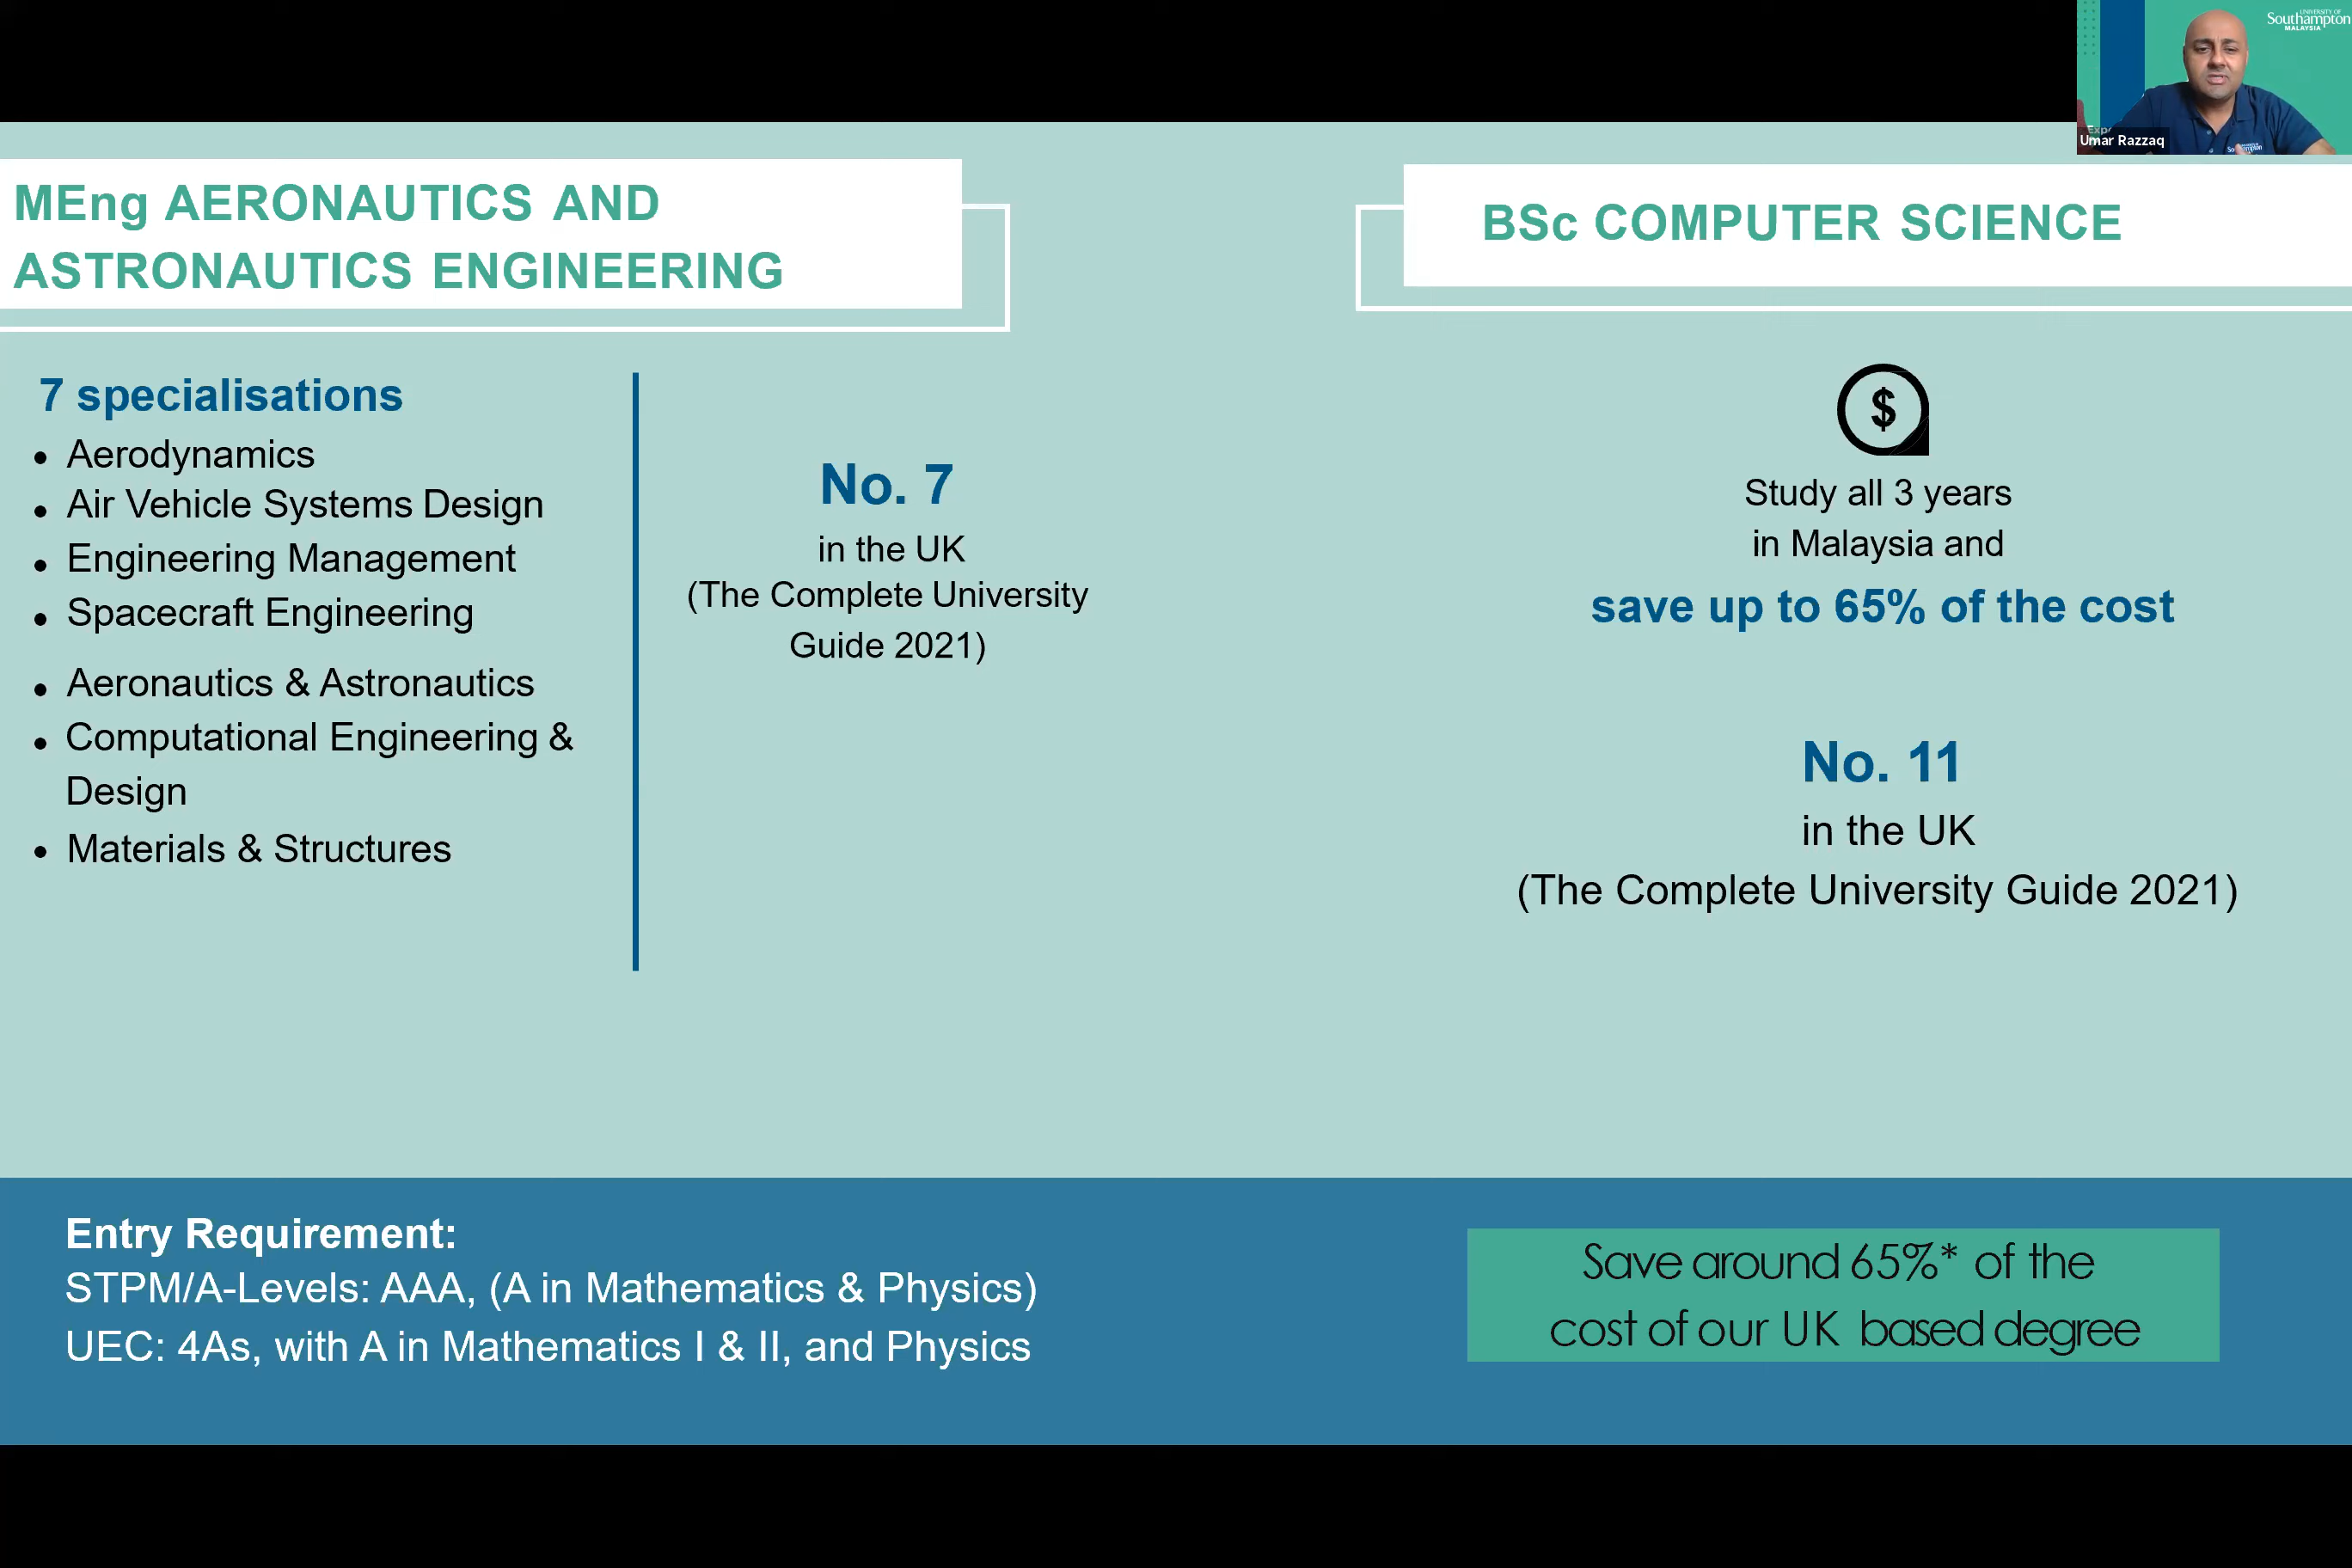 UNIVERSITY OF
Southampton
MALAYSIA
Umar Razzaq
MEng AERONAUTICS AND
ASTRONAUTICS ENGINEERING
7 specialisations
• Aerodynamics
• Air Vehicle Systems Design
• Engineering Management
• Spacecraft Engineering
• Aeronautics & Astronautics
• Computational Engineering &
Design
• Materials & Structures
No. 7
in the UK
(The Complete University
Guide 2021)
BSc COMPUTER SCIENCE
$
Study all 3 years
in Malaysia and
save up to 65% of the cost
No. 11
in the UK
(The Complete University Guide 2021)
Entry Requirement:
STPM/A-Levels: AAA, (A in Mathematics & Physics)
UEC: 4As, with A in Mathematics I & II, and Physics
Save around 65%* of the
cost of our UK based degree